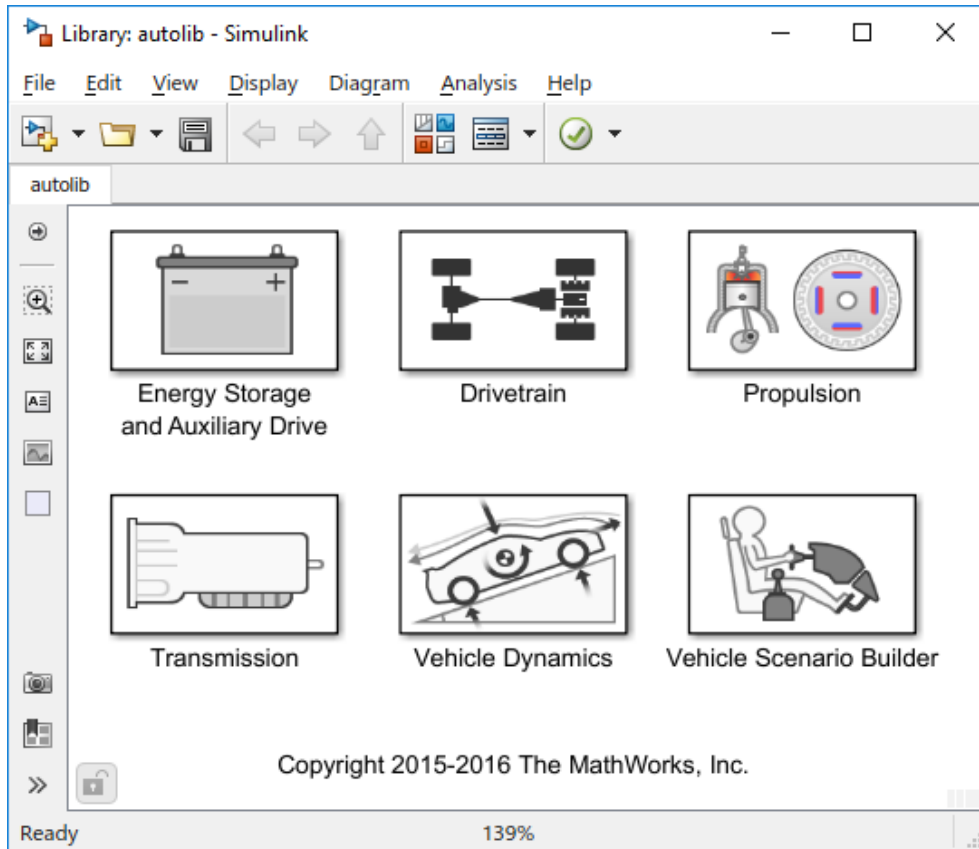 Library: autolib - Simulink
File Edit View Display Diagram Analysis Help
autolib
Energy Storage
and Auxiliary Drive
Drivetrain
Propulsion
Transmission
Vehicle Dynamics
Vehicle Scenario Builder
Copyright 2015-2016 The MathWorks, Inc.
Ready 139%